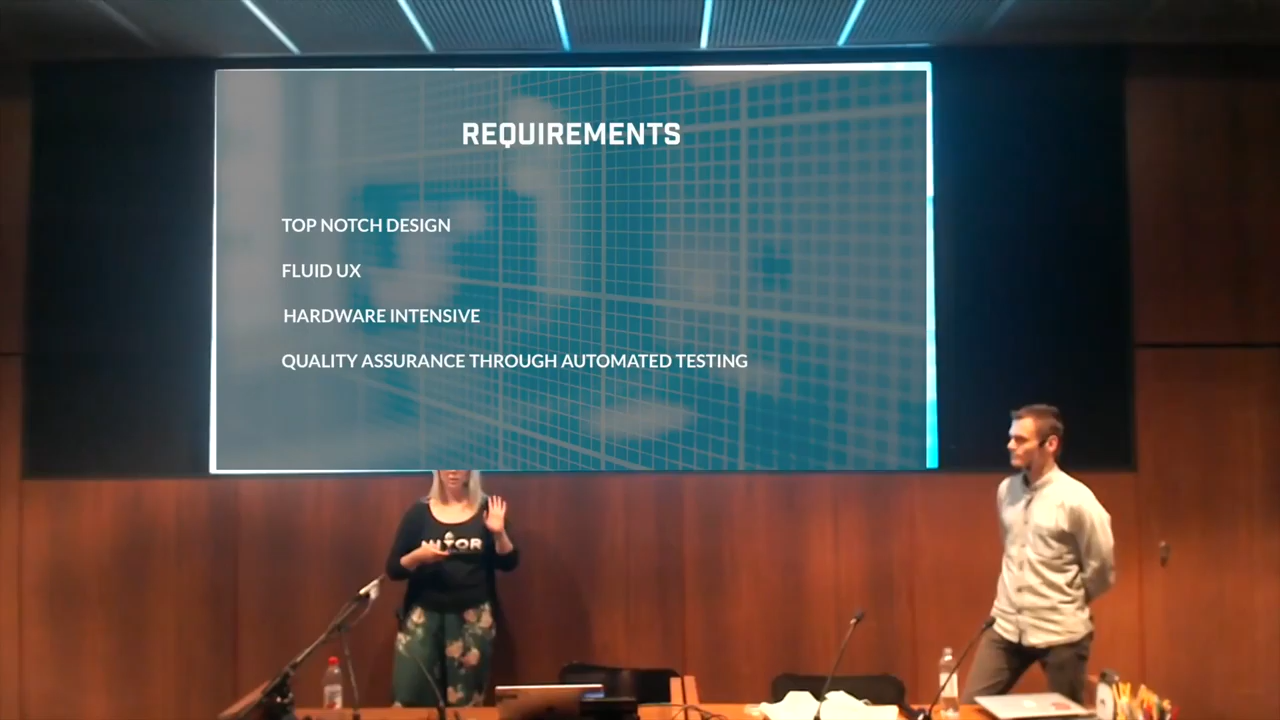 REQUIREMENTS
TOP NOTCH DESIGN
FLUID UX
HARDWARE INTENSIVE
QUALITY ASSURANCE THROUGH AUTOMATED TESTING